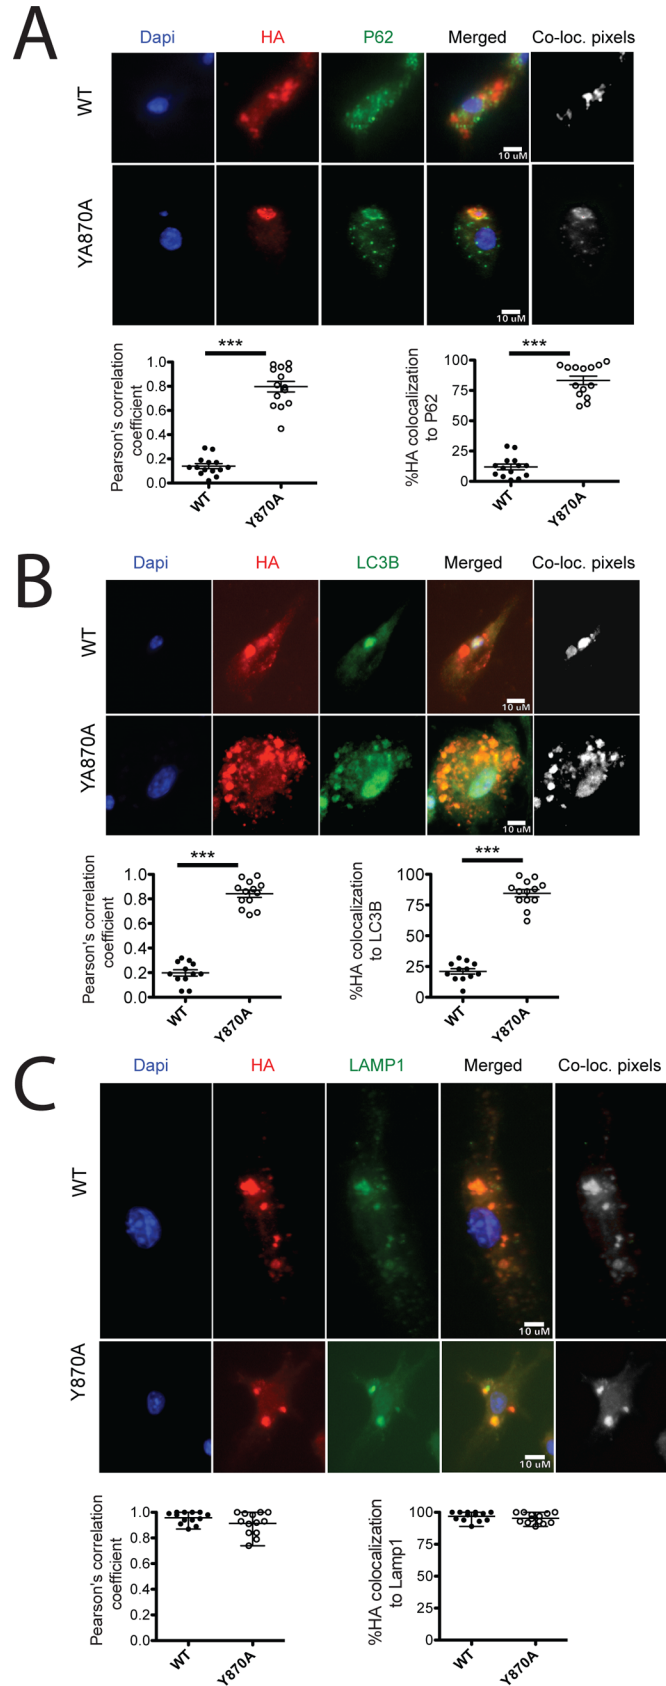 A
Dapi HA P62 Merged Co-loc. pixels
WT
10 uM
YA870A
10 uM
Pearson's correlation
coefficient
1.0
0.8
0.6
0.4
0.2
0.0
***
WT Y870A
%HA colocalization
to P62
100
75
50
25
0
***
WT Y870A
B
Dapi HA LC3B Merged Co-loc. pixels
WT
10 uM
YA870A
10 uM
Pearson's correlation
coefficient
1.0
0.8
0.6
0.4
0.2
0.0
***
WT Y870A
%HA colocalization
to LC3B
100
75
50
25
0
***
WT Y870A
C
Dapi HA LAMP1 Merged Co-loc. pixels
WT
10 uM
Y870A
10 uM
Pearson's correlation
coefficient
1.0
0.8
0.6
0.4
0.2
0.0
WT Y870A
%HA colocalization
to Lamp1
100
75
50
25
0
WT Y870A